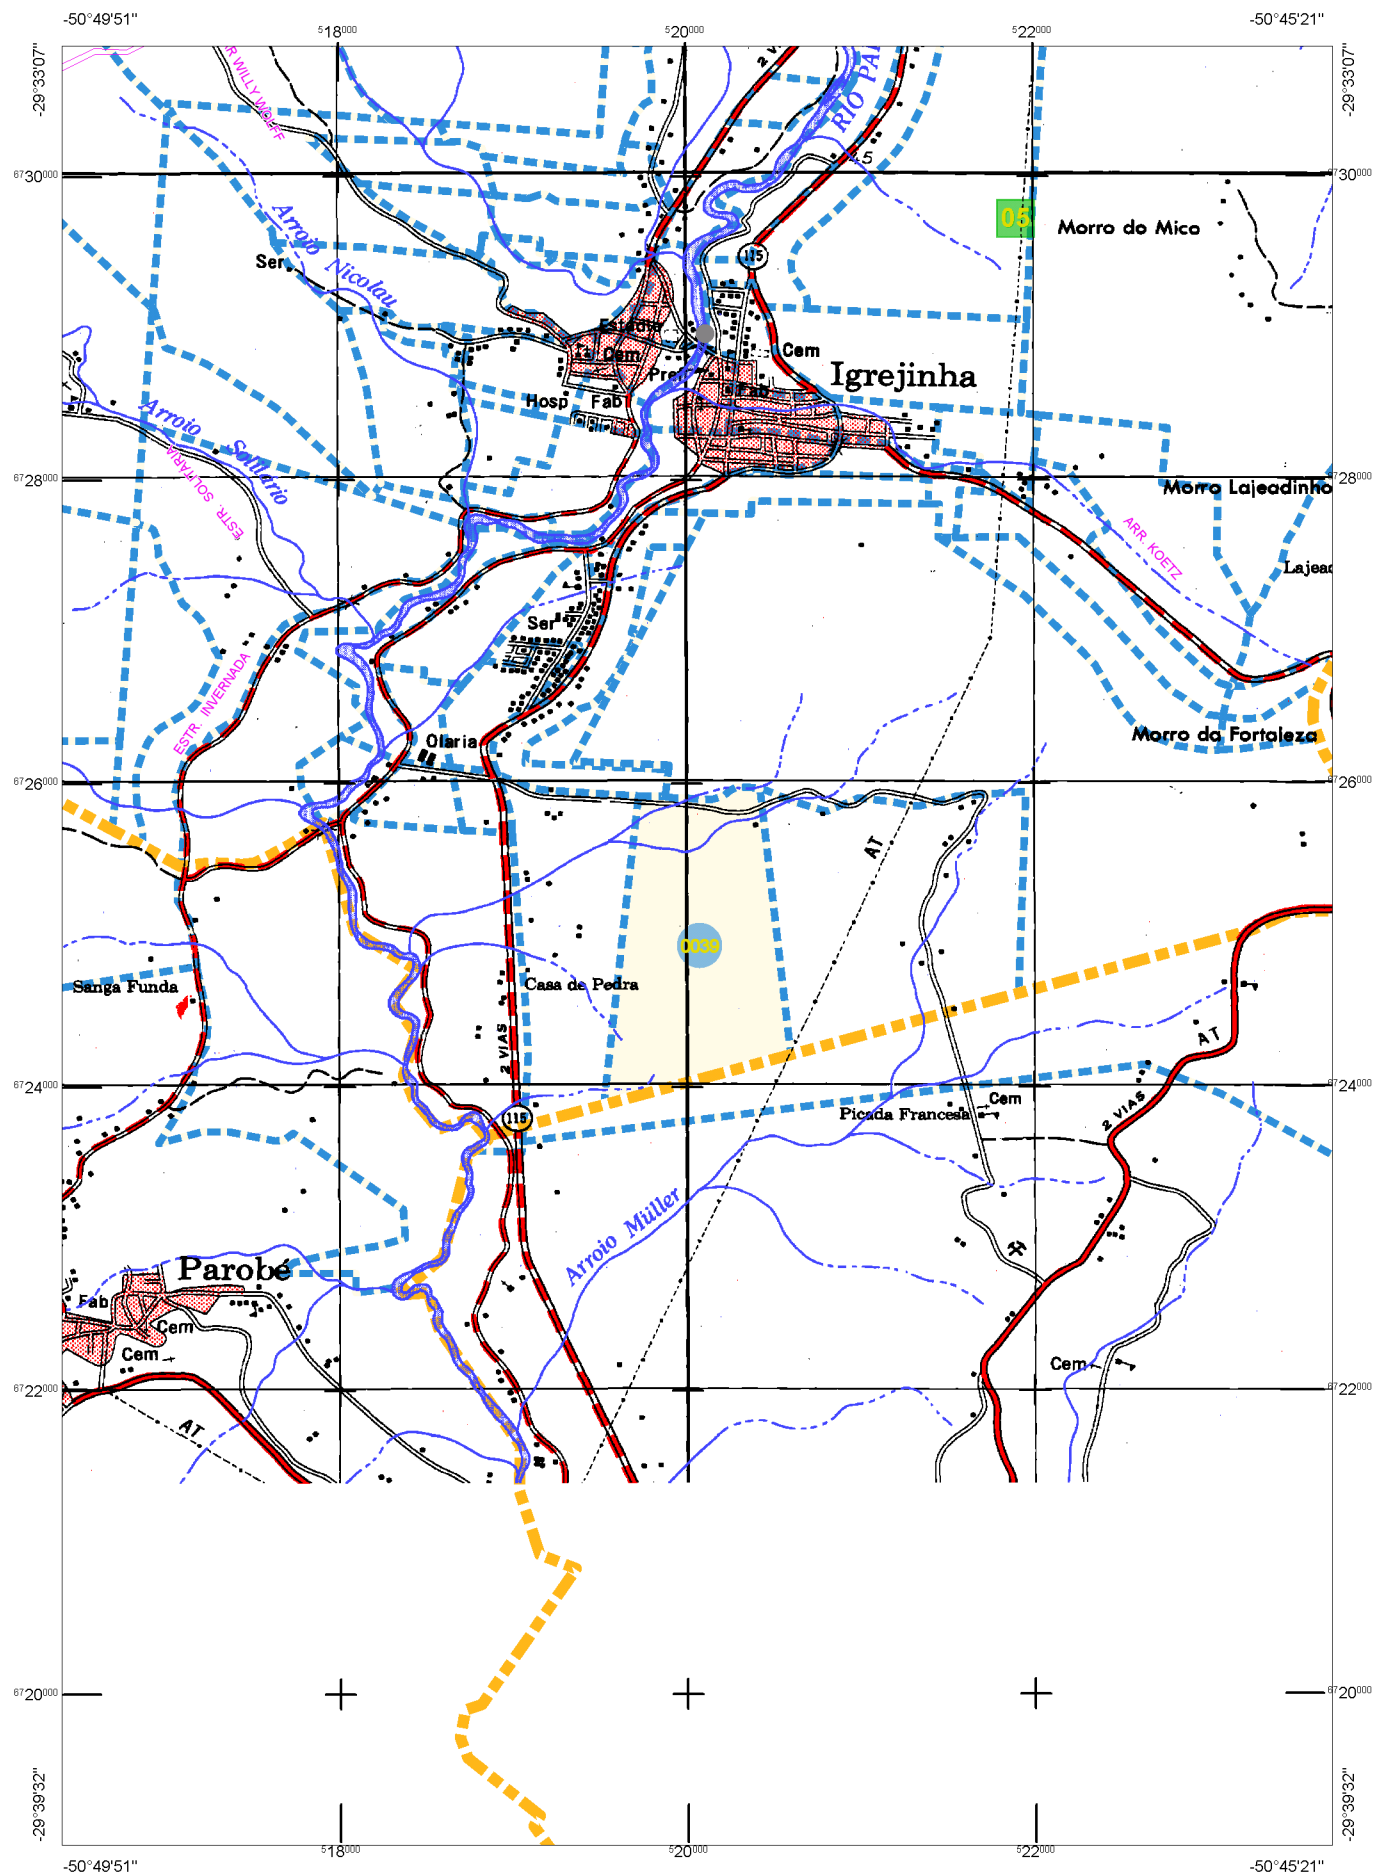 -50°49'51"
-50°45'21"
518000
520000
522000
-29°33'07"
-29°33'07"
R WILLY WOLFF
2 V
RIO PAI
45
6730000
6730000
05
Morro do Mico
Arroio Nicolau
Ser
115
Estádio
Cem
Cem
Pref
Igrejinha
Hosp
Fab
Fab
Arroio Solitário
ESTR. SOLITARIA
6728000
6728000
Morro Lajeadinho
ARR. KOETZ
Lajead
Ser
ESTR. INVERNADA
Olaria
Morro da Fortaleza
6726000
6726000
AT
0039
Sanga Funda
Casa de Pedra
2 VIAS
AT
6724000
6724000
115
Picada Francesa
Cem
2 VIAS
Arroio Müller
Parobé
Fab
Cem
Cem
Cem
6722000
6722000
AT
6720000
6720000
-29°39'32"
-29°39'32"
518000
520000
522000
-50°49'51"
-50°45'21"